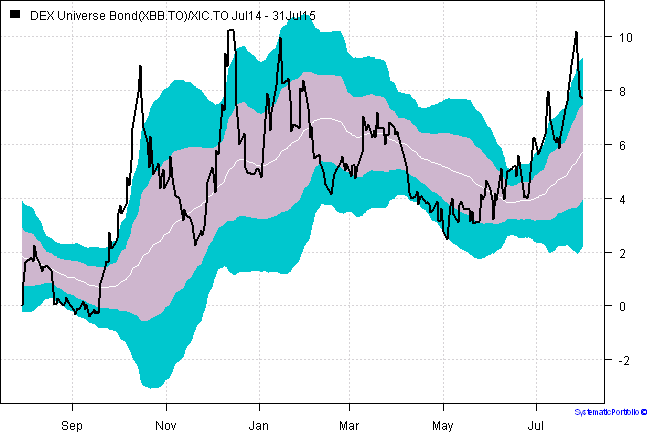 DEX Universe Bond(XBB.TO)/XIC.TO Jul14 - 31Jul15
10
8
6
4
2
0
-2
Sep Nov Jan Mar May Jul
SystematicPortfolio ©